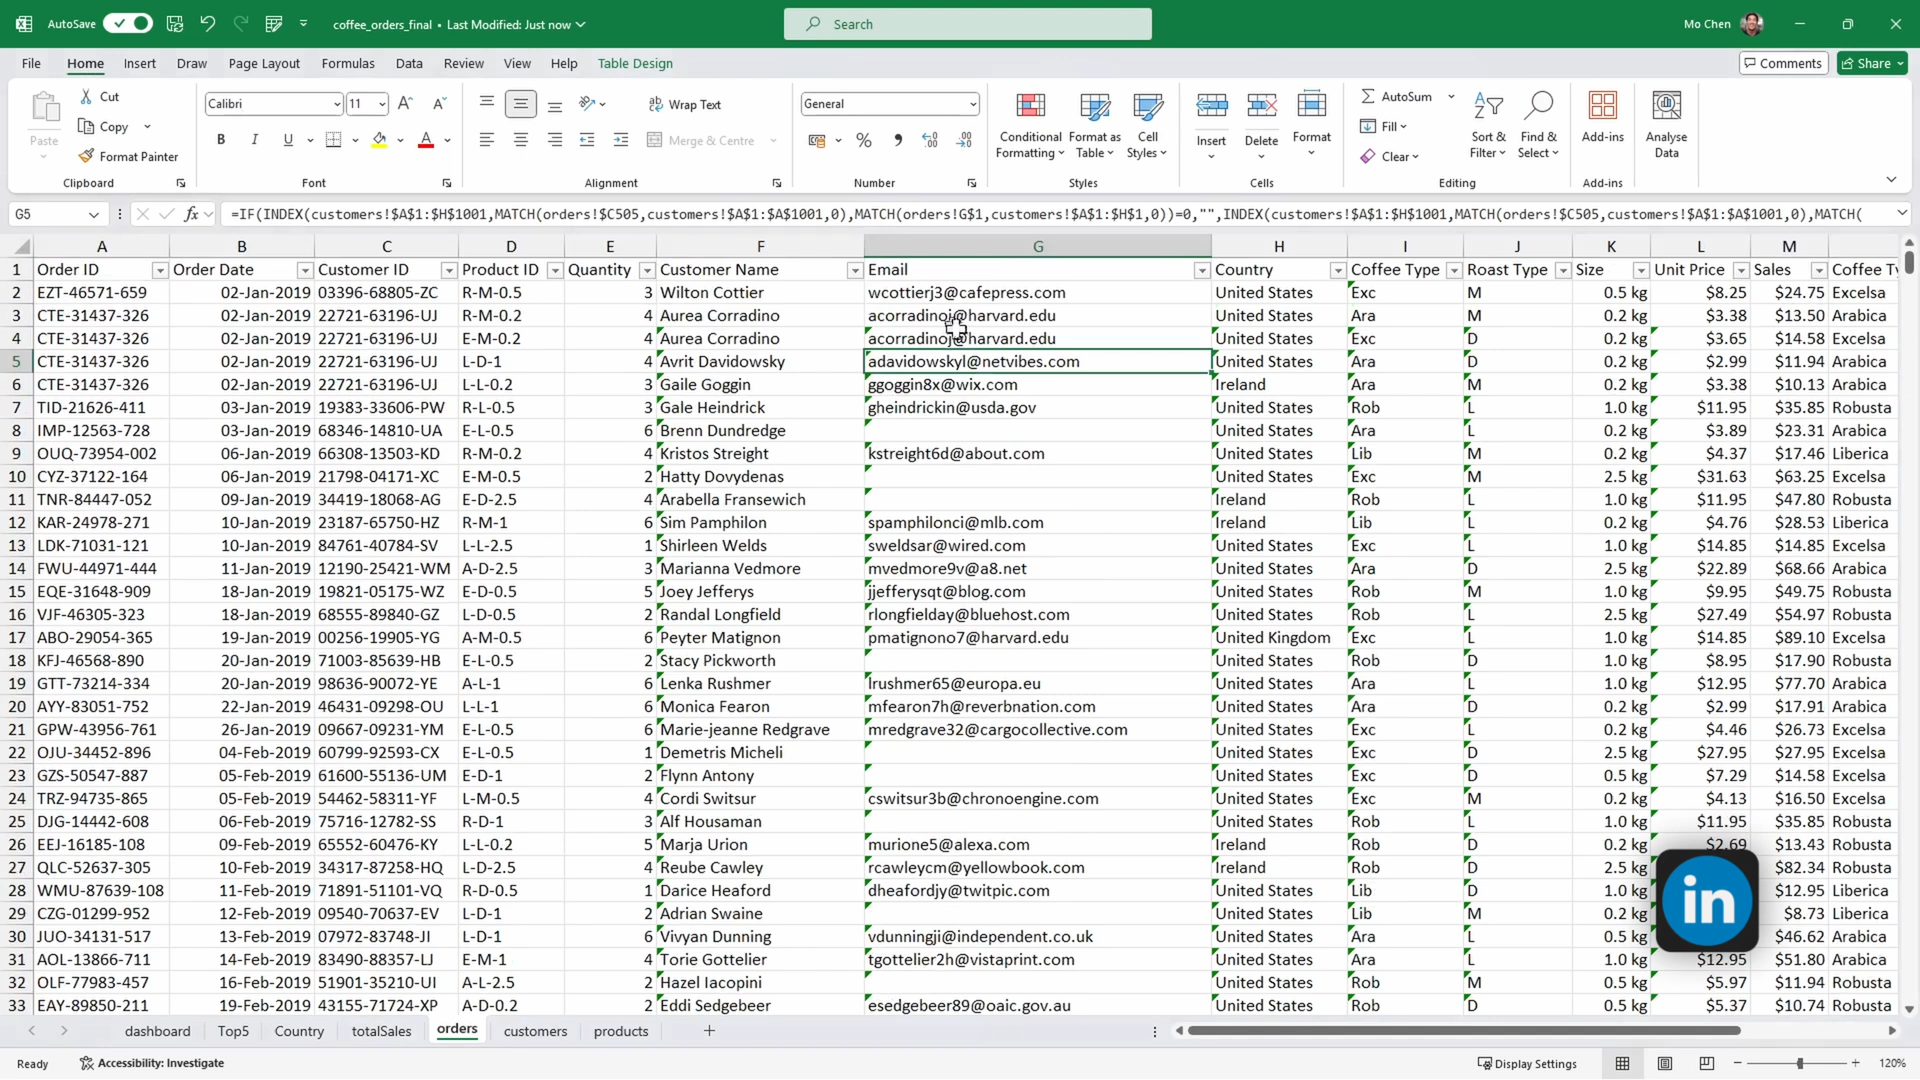 AutoSave
coffee_orders_final • Last Modified: Just now
Search
Mo Chen
File Home Insert Draw Page Layout Formulas Data Review View Help Table Design
Comments Share
Paste
Cut
Copy
Format Painter
Clipboard
Calibri 11
B I U
Font
Wrap Text
Merge & Centre
Alignment
General
Number
Conditional Formatting
Format as Table
Cell Styles
Styles
Insert
Delete
Format
Cells
AutoSum
Fill
Clear
Sort & Filter
Find & Select
Editing
Add-ins
Add-ins
Analyse Data
G5
fx
=IF(INDEX(customers!$A$1:$H$1001,MATCH(orders!$C505,customers!$A$1:$A$1001,0),MATCH(orders!G$1,customers!$A$1:$H$1,0))=0,"",INDEX(customers!$A$1:$H$1001,MATCH(orders!$C505,customers!$A$1:$A$1001,0),MATCH(
A B C D E F G H I J K L M
1 Order ID Order Date Customer ID Product ID Quantity Customer Name Email Country Coffee Type Roast Type Size Unit Price Sales Coffee Ty
2 EZT-46571-659 02-Jan-2019 03396-68805-ZC R-M-0.5 3 Wilton Cottier wcottierj3@cafepress.com United States Exc M 0.5 kg $8.25 $24.75 Excelsa
3 CTE-31437-326 02-Jan-2019 22721-63196-UJ R-M-0.2 4 Aurea Corradino acorradinoj@harvard.edu United States Ara M 0.2 kg $3.38 $13.50 Arabica
4 CTE-31437-326 02-Jan-2019 22721-63196-UJ E-M-0.2 4 Aurea Corradino acorradinoj@harvard.edu United States Exc D 0.2 kg $3.65 $14.58 Excelsa
5 CTE-31437-326 02-Jan-2019 22721-63196-UJ L-D-1 4 Avrit Davidowsky adavidowskyl@netvibes.com United States Ara D 0.2 kg $2.99 $11.94 Arabica
6 CTE-31437-326 02-Jan-2019 22721-63196-UJ L-L-0.2 3 Gaile Goggin ggoggin8x@wix.com Ireland Ara M 0.2 kg $3.38 $10.13 Arabica
7 TID-21626-411 03-Jan-2019 19383-33606-PW R-L-0.5 3 Gale Heindrick gheindrickin@usda.gov United States Rob L 1.0 kg $11.95 $35.85 Robusta
8 IMP-12563-728 03-Jan-2019 68346-14810-UA E-L-0.5 6 Brenn Dundredge United States Ara L 0.2 kg $3.89 $23.31 Arabica
9 OUQ-73954-002 06-Jan-2019 66308-13503-KD R-M-0.2 4 Kristos Streight kstreight6d@about.com United States Lib M 0.2 kg $4.37 $17.46 Liberica
10 CYZ-37122-164 06-Jan-2019 21798-04171-XC E-M-0.5 2 Hatty Dovydenas United States Exc M 2.5 kg $31.63 $63.25 Excelsa
11 TNR-84447-052 09-Jan-2019 34419-18068-AG E-D-2.5 4 Arabella Fransewich Ireland Rob L 1.0 kg $11.95 $47.80 Robusta
12 KAR-24978-271 10-Jan-2019 23187-65750-HZ R-M-1 6 Sim Pamphilon spamphilonci@mlb.com Ireland Lib L 0.2 kg $4.76 $28.53 Liberica
13 LDK-71031-121 10-Jan-2019 84761-40784-SV L-L-2.5 1 Shirleen Welds sweldsar@wired.com United States Exc L 1.0 kg $14.85 $14.85 Excelsa
14 FWU-44971-444 11-Jan-2019 12190-25421-WM A-D-2.5 3 Marianna Vedmore mvedmore9v@a8.net United States Ara D 2.5 kg $22.89 $68.66 Arabica
15 EQE-31648-909 18-Jan-2019 19821-05175-WZ E-D-0.5 5 Joey Jefferys jjefferysqt@blog.com United States Rob M 1.0 kg $9.95 $49.75 Robusta
16 VJF-46305-323 18-Jan-2019 68555-89840-GZ L-D-0.5 2 Randal Longfield rlongfielday@bluehost.com United States Rob L 2.5 kg $27.49 $54.97 Robusta
17 ABO-29054-365 19-Jan-2019 00256-19905-YG A-M-0.5 6 Peyter Matignon pmatignono7@harvard.edu United Kingdom Exc L 1.0 kg $14.85 $89.10 Excelsa
18 KFJ-46568-890 20-Jan-2019 71003-85639-HB E-L-0.5 2 Stacy Pickworth United States Rob D 1.0 kg $8.95 $17.90 Robusta
19 GTT-73214-334 20-Jan-2019 98636-90072-YE A-L-1 6 Lenka Rushmer lrushmer65@europa.eu United States Ara L 1.0 kg $12.95 $77.70 Arabica
20 AYY-83051-752 22-Jan-2019 46431-09298-OU L-L-1 6 Monica Fearon mfearon7h@reverbnation.com United States Ara D 0.2 kg $2.99 $17.91 Arabica
21 GPW-43956-761 26-Jan-2019 09667-09231-YM E-L-0.5 6 Marie-jeanne Redgrave mredgrave32@cargocollective.com United States Exc L 0.2 kg $4.46 $26.73 Excelsa
22 OJU-34452-896 04-Feb-2019 60799-92593-CX E-L-0.5 1 Demetris Micheli United States Exc D 2.5 kg $27.95 $27.95 Excelsa
23 GZS-50547-887 05-Feb-2019 61600-55136-UM E-D-1 2 Flynn Antony United States Exc D 0.5 kg $7.29 $14.58 Excelsa
24 TRZ-94735-865 05-Feb-2019 54462-58311-YF L-M-0.5 4 Cordi Switsur cswitsur3b@chronoengine.com United States Exc M 0.2 kg $4.13 $16.50 Excelsa
25 DJG-14442-608 06-Feb-2019 75716-12782-SS R-D-1 3 Alf Housaman United States Rob L 1.0 kg $11.95 $35.85 Robusta
26 EEJ-16185-108 09-Feb-2019 65552-60476-KY L-L-0.2 5 Marja Urion murione5@alexa.com Ireland Rob D 0.2 kg $2.69 $13.43 Robusta
27 QLC-52637-305 10-Feb-2019 34317-87258-HQ L-D-2.5 4 Reube Cawley rcawleycm@yellowbook.com Ireland Rob D 2.5 kg $82.34 Robusta
28 WMU-87639-108 11-Feb-2019 71891-51101-VQ R-D-0.5 1 Darice Heaford dheafordjy@twitpic.com United States Lib D 1.0 kg $12.95 Liberica
29 CZG-01299-952 12-Feb-2019 09540-70637-EV L-D-1 2 Adrian Swaine United States Lib M 0.2 kg $8.73 Liberica
30 JUO-34131-517 13-Feb-2019 07972-83748-JI L-D-1 6 Vivyan Dunning vdunningji@independent.co.uk United States Ara L 0.5 kg $46.62 Arabica
31 AOL-13866-711 14-Feb-2019 83490-88357-LJ E-M-1 4 Torie Gottelier tgottelier2h@vistaprint.com United States Ara L 1.0 kg $12.95 $51.80 Arabica
32 OLF-77983-457 16-Feb-2019 51901-35210-UI A-L-2.5 2 Hazel Iacopini United States Rob M 0.5 kg $5.97 $11.94 Robusta
33 EAY-89850-211 19-Feb-2019 43155-71724-XP A-D-0.2 2 Eddi Sedgebeer esedgebeer89@oaic.gov.au United States Rob D 0.5 kg $5.37 $10.74 Robusta
in
dashboard Top5 Country totalSales orders customers products
Ready Accessibility: Investigate Display Settings 120%